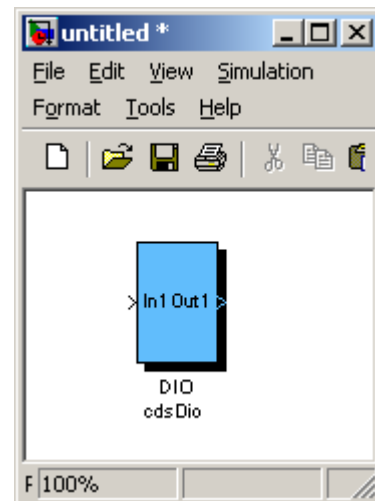 untitled *
File Edit View Simulation
Format Tools Help
In1 Out1
DIO
cdsDio
F 100%